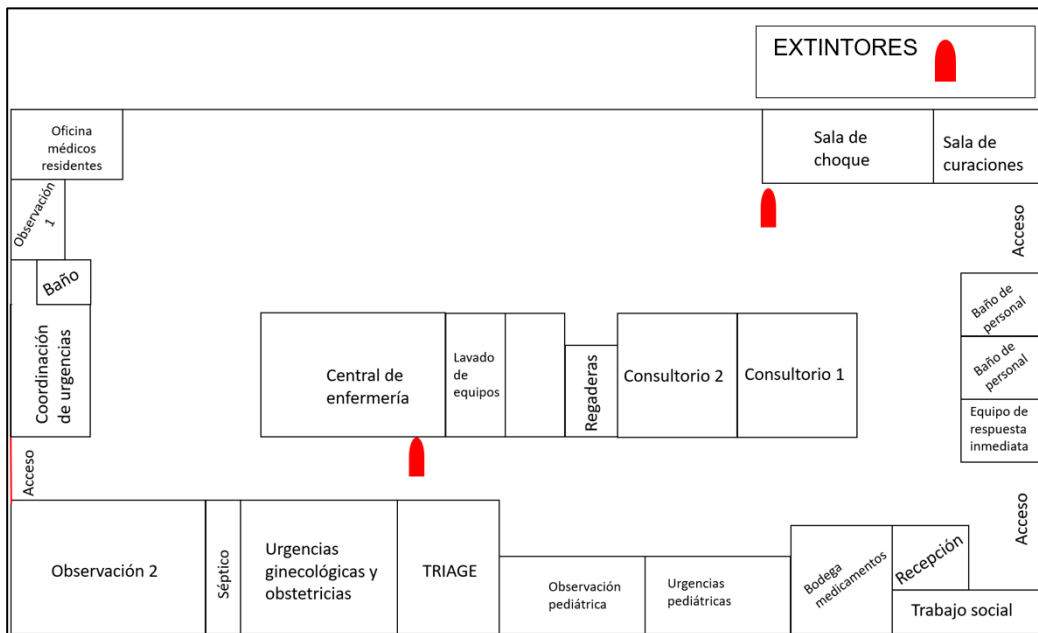 EXTINTORES
Oficina
médicos
residentes
Sala de
choque
Sala de
curaciones
Observación
1
Acceso
Baño
Baño de
personal
Coordinación
de urgencias
Central de
enfermería
Lavado
de
equipos
Regaderas
Consultorio 2
Consultorio 1
Baño de
personal
Equipo de
respuesta
inmediata
Acceso
Acceso
Observación 2
Séptico
Urgencias
ginecológicas y
obstetricias
TRIAGE
Observación
pediátrica
Urgencias
pediátricas
Bodega
medicamentos
Recepción
Trabajo social